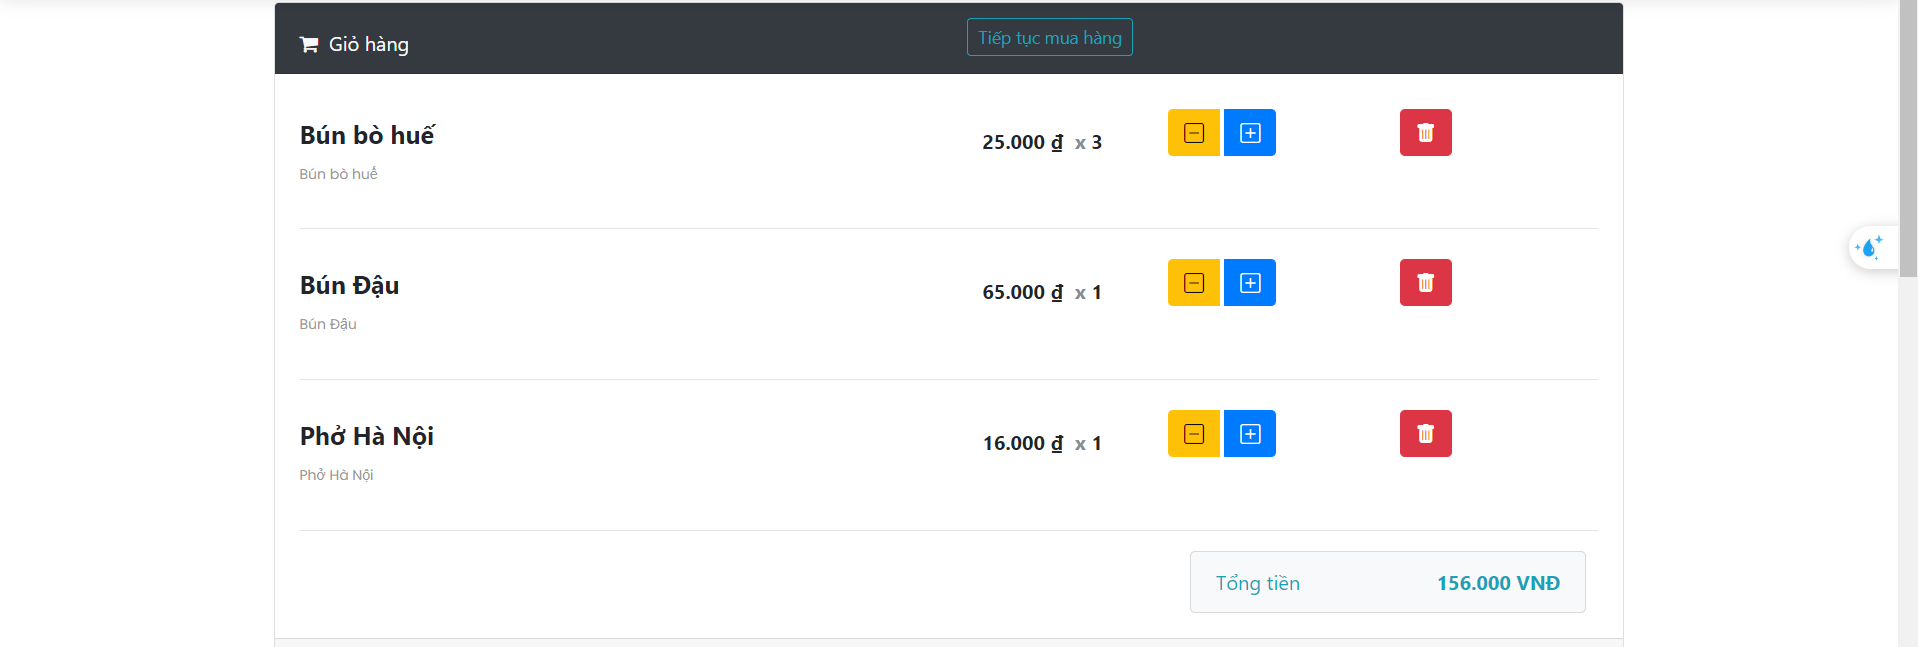 Giỏ hàng
Tiếp tục mua hàng
Bún bò huế
25.000 ₫ x 3
Bún bò huế
Bún Đậu
65.000 ₫ x 1
Bún Đậu
Phở Hà Nội
16.000 ₫ x 1
Phở Hà Nội
Tổng tiền 156.000 VNĐ